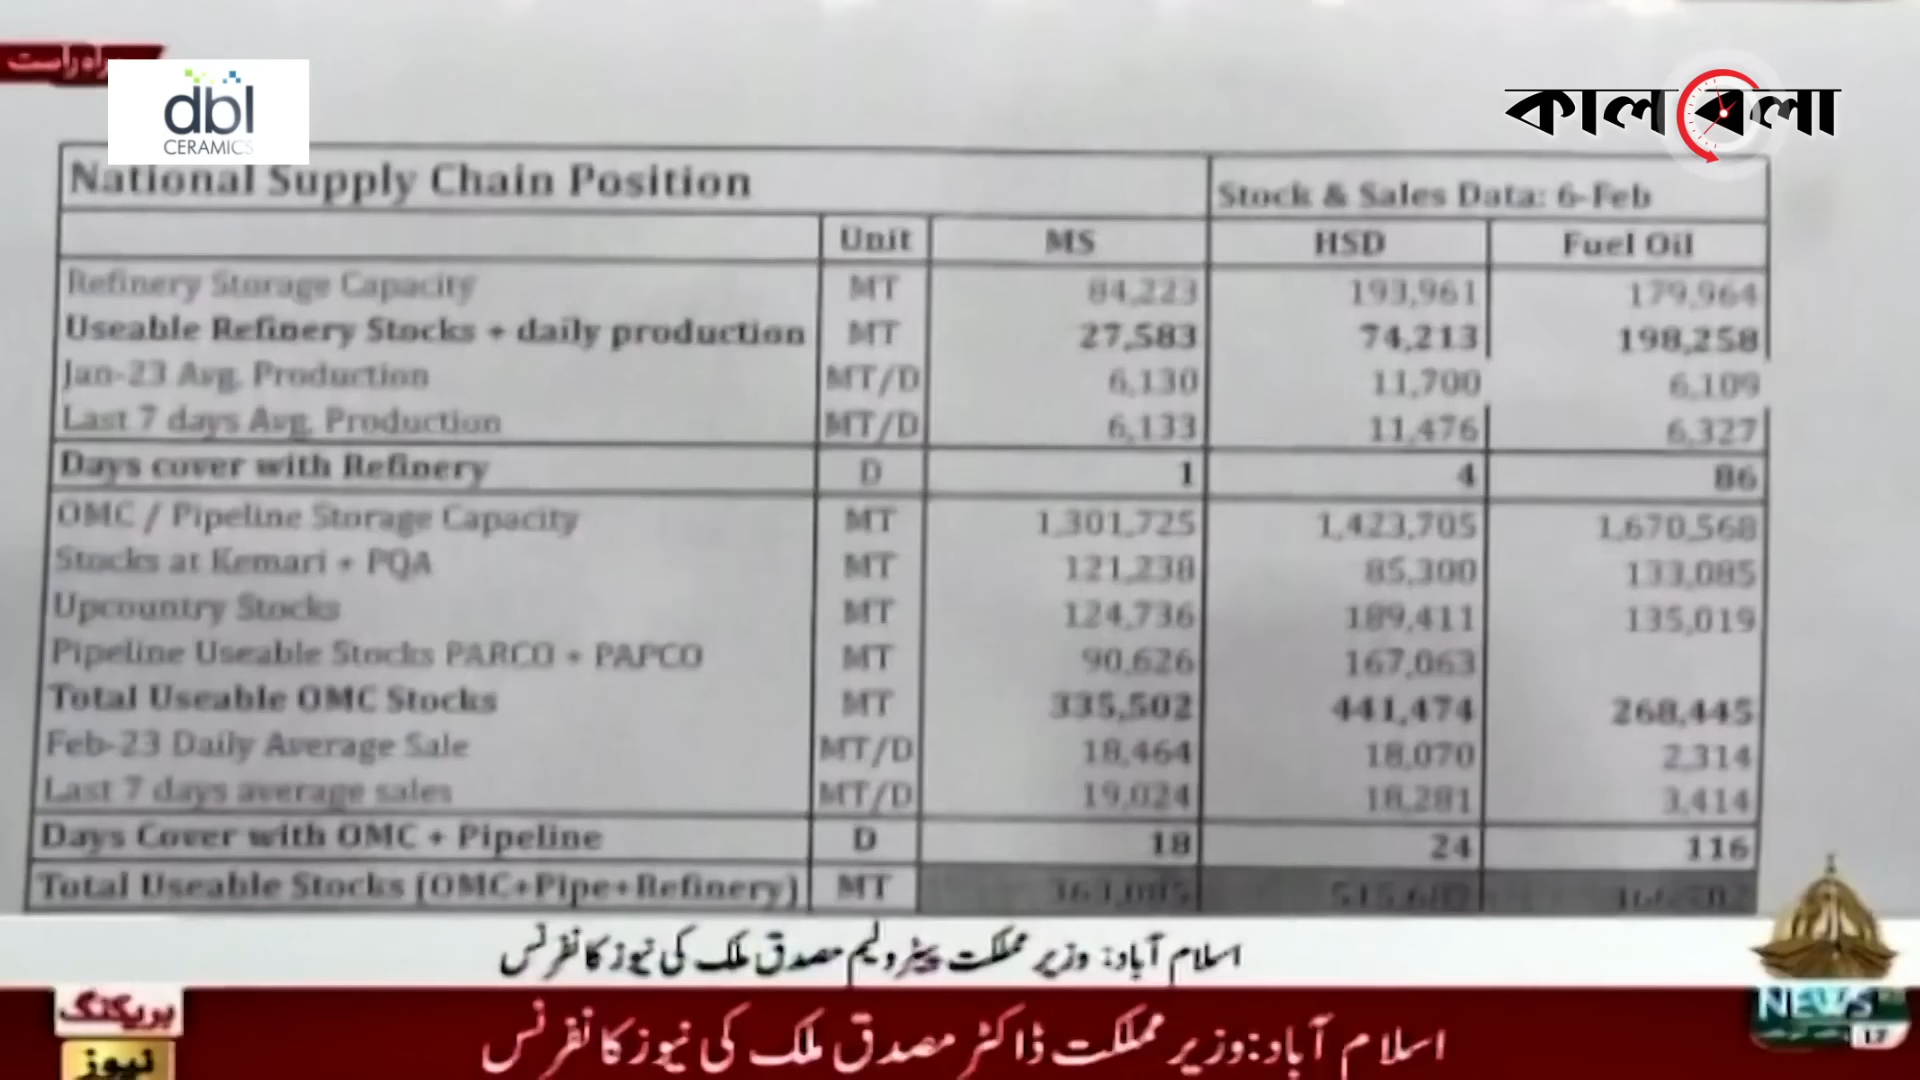 راہ راست
dbl
CERAMICS
কালবেলা
National Supply Chain Position
Stock & Sales Data: 6-Feb
Unit MS HSD Fuel Oil
Refinery Storage Capacity MT 84,223 193,961 179,964
Useable Refinery Stocks + daily production MT 27,583 74,213 198,258
Jan-23 Avg. Production MT/D 6,130 11,700 6,109
Last 7 days Avg. Production MT/D 6,133 11,476 6,327
Days cover with Refinery D 1 4 86
OMC / Pipeline Storage Capacity MT 1,301,725 1,423,705 1,670,568
Stocks at Kemari + PQA MT 121,238 85,300 133,085
Upcountry Stocks MT 124,736 189,411 135,019
Pipeline Useable Stocks PARCO + PAPCO MT 90,626 167,063
Total Useable OMC Stocks MT 335,502 441,474 268,445
Feb-23 Daily Average Sale MT/D 18,464 18,070 2,314
Last 7 days average sales MT/D 19,024 18,281 3,414
Days Cover with OMC + Pipeline D 18 24 116
Total Useable Stocks (OMC+Pipe+Refinery) MT 363,085
اسلام آباد: وزیر مملکت پیٹرولیم مصدق ملک کی نیوز کانفرنس
بریکنگ
نیوز
اسلام آباد:وزیر مملکت ڈاکٹر مصدق ملک کی نیوز کانفرنس
NEWS
17